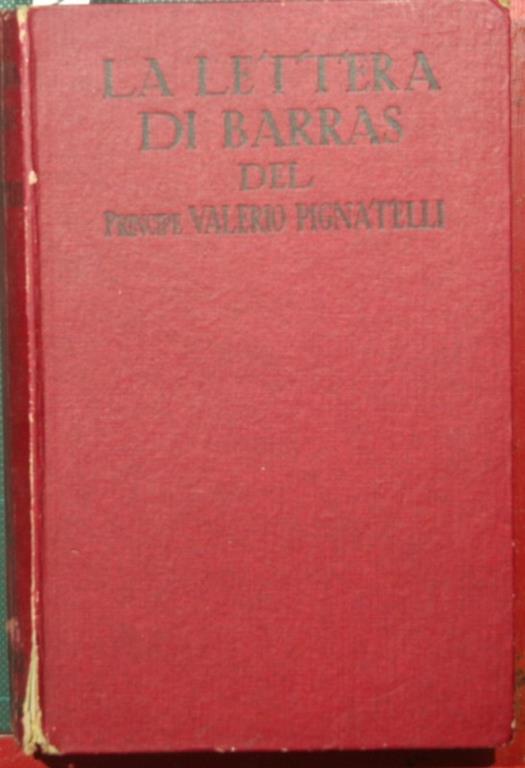 LA LETTERA
DI BARRAS
DEL
PRINCIPE VALERIO PIGNATELLI